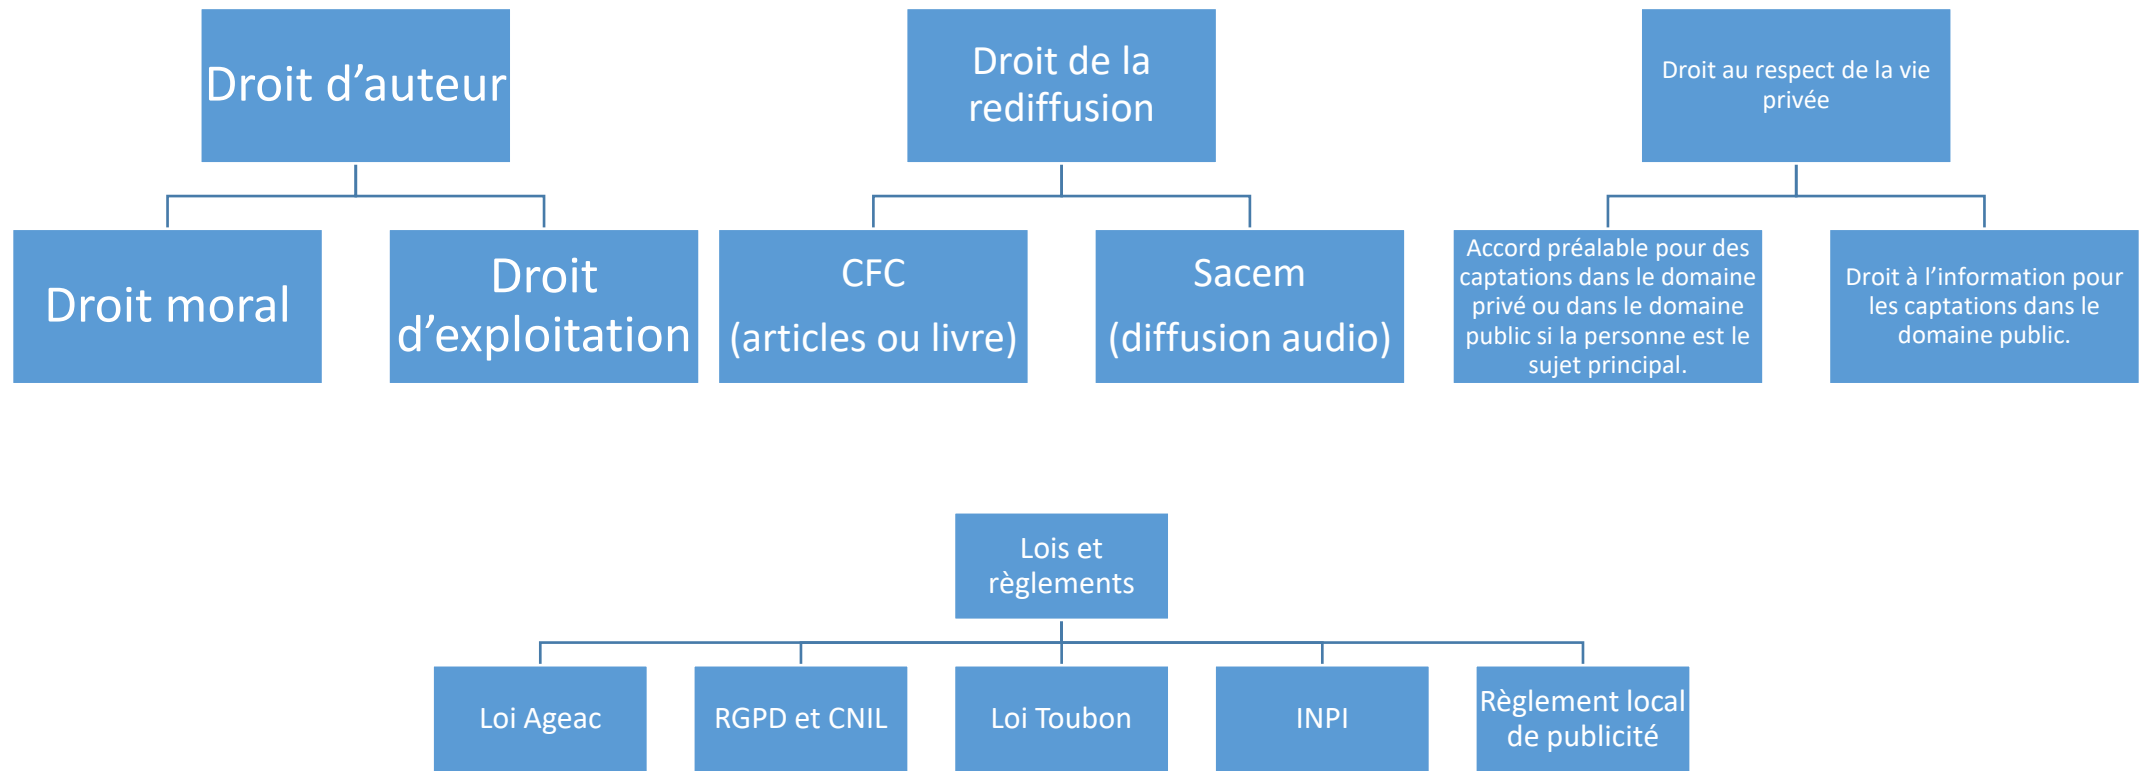 Droit d’auteur
Droit moral
Droit
d’exploitation
Droit de la
rediffusion
CFC
(articles ou livre)
Sacem
(diffusion audio)
Droit au respect de la vie
privée
Accord préalable pour des
captations dans le domaine
privé ou dans le domaine
public si la personne est le
sujet principal.
Droit à l’information pour
les captations dans le
domaine public.
Lois et
règlements
Loi Ageac
RGPD et CNIL
Loi Toubon
INPI
Règlement local
de publicité